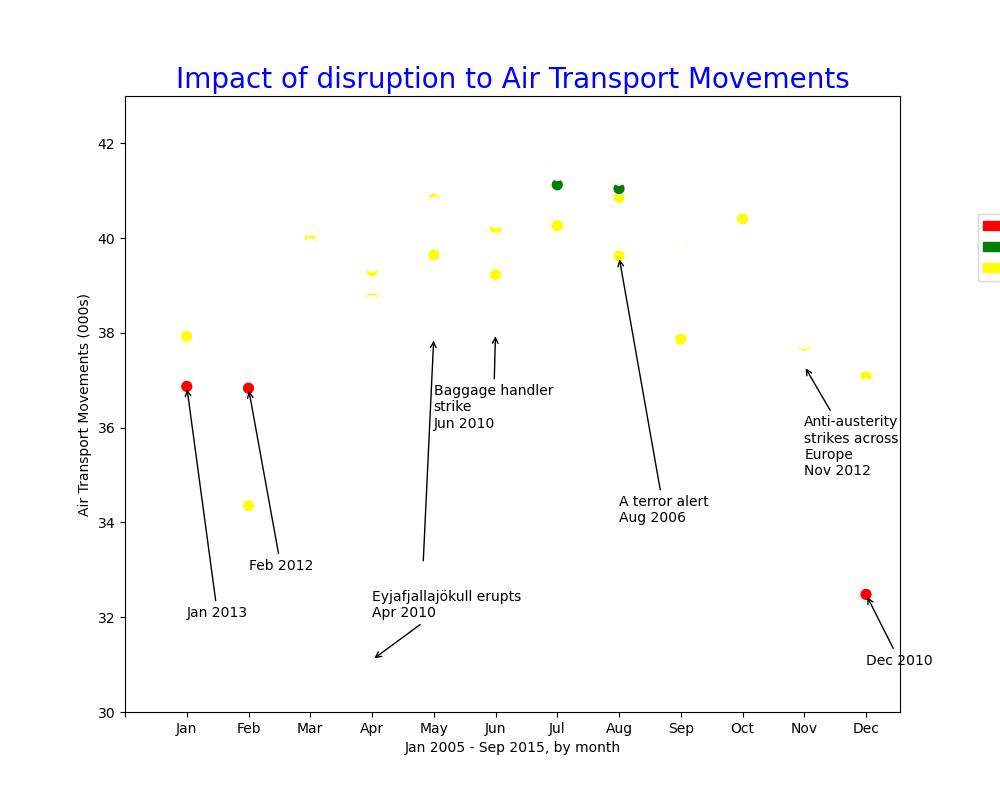 Impact of disruption to Air Transport Movements
42
40
38
36
34
32
30
Air Transport Movements (000s)
Baggage handler
strike
Jun 2010
Anti-austerity
strikes across
Europe
Nov 2012
A terror alert
Aug 2006
Feb 2012
Jan 2013
Eyjafjallajökull erupts
Apr 2010
Dec 2010
Jan Feb Mar Apr May Jun Jul Aug Sep Oct Nov Dec
Jan 2005 - Sep 2015, by month